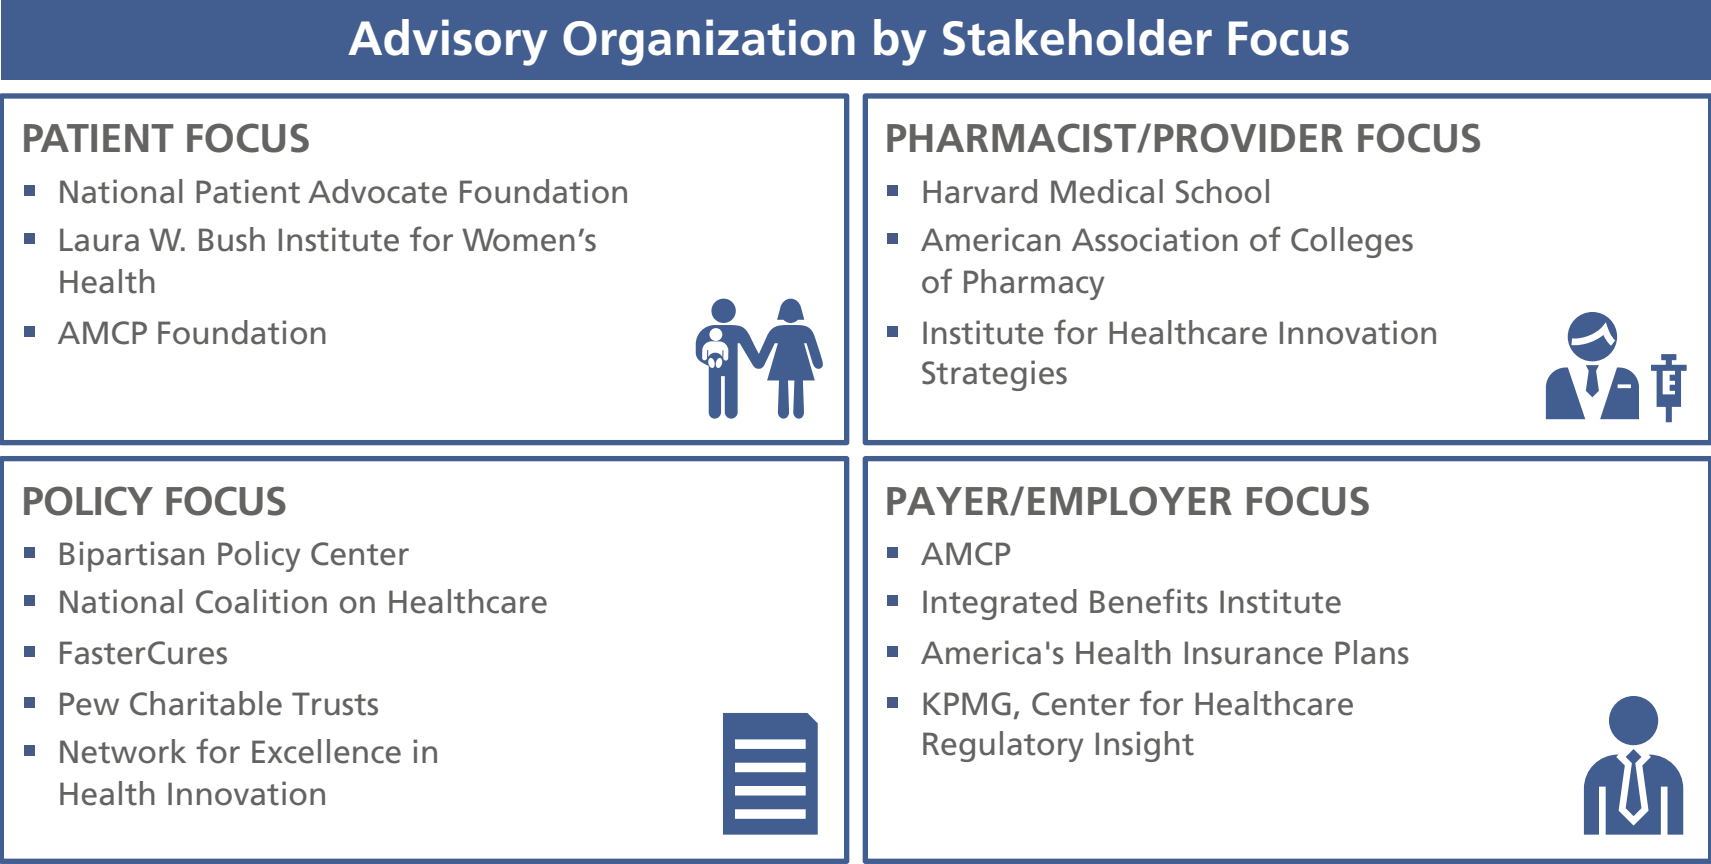 Advisory Organization by Stakeholder Focus
PATIENT FOCUS
National Patient Advocate Foundation
Laura W. Bush Institute for Women’s
Health
AMCP Foundation
PHARMACIST/PROVIDER FOCUS
Harvard Medical School
American Association of Colleges
of Pharmacy
Institute for Healthcare Innovation
Strategies
POLICY FOCUS
Bipartisan Policy Center
National Coalition on Healthcare
FasterCures
Pew Charitable Trusts
Network for Excellence in
Health Innovation
PAYER/EMPLOYER FOCUS
AMCP
Integrated Benefits Institute
America's Health Insurance Plans
KPMG, Center for Healthcare
Regulatory Insight